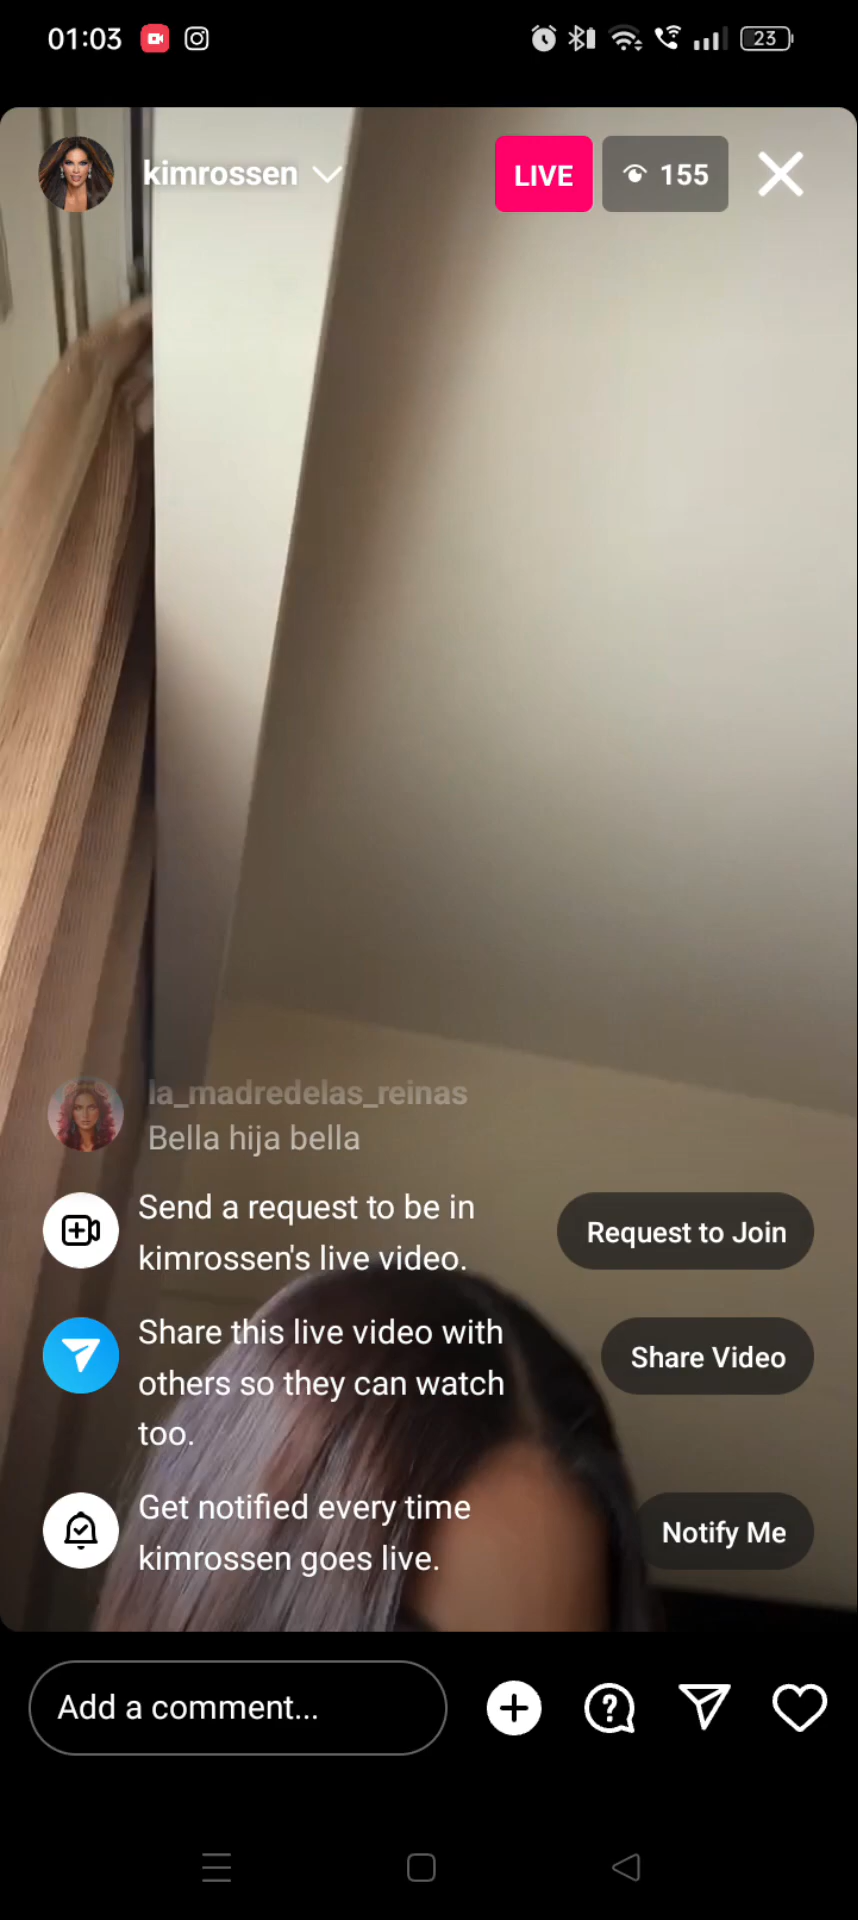 01:03
23
kimrossen
LIVE
155
la_madredelas_reinas
Bella hija bella
Send a request to be in
kimrossen's live video.
Request to Join
Share this live video with
others so they can watch
too.
Share Video
Get notified every time
kimrossen goes live.
Notify Me
Add a comment...